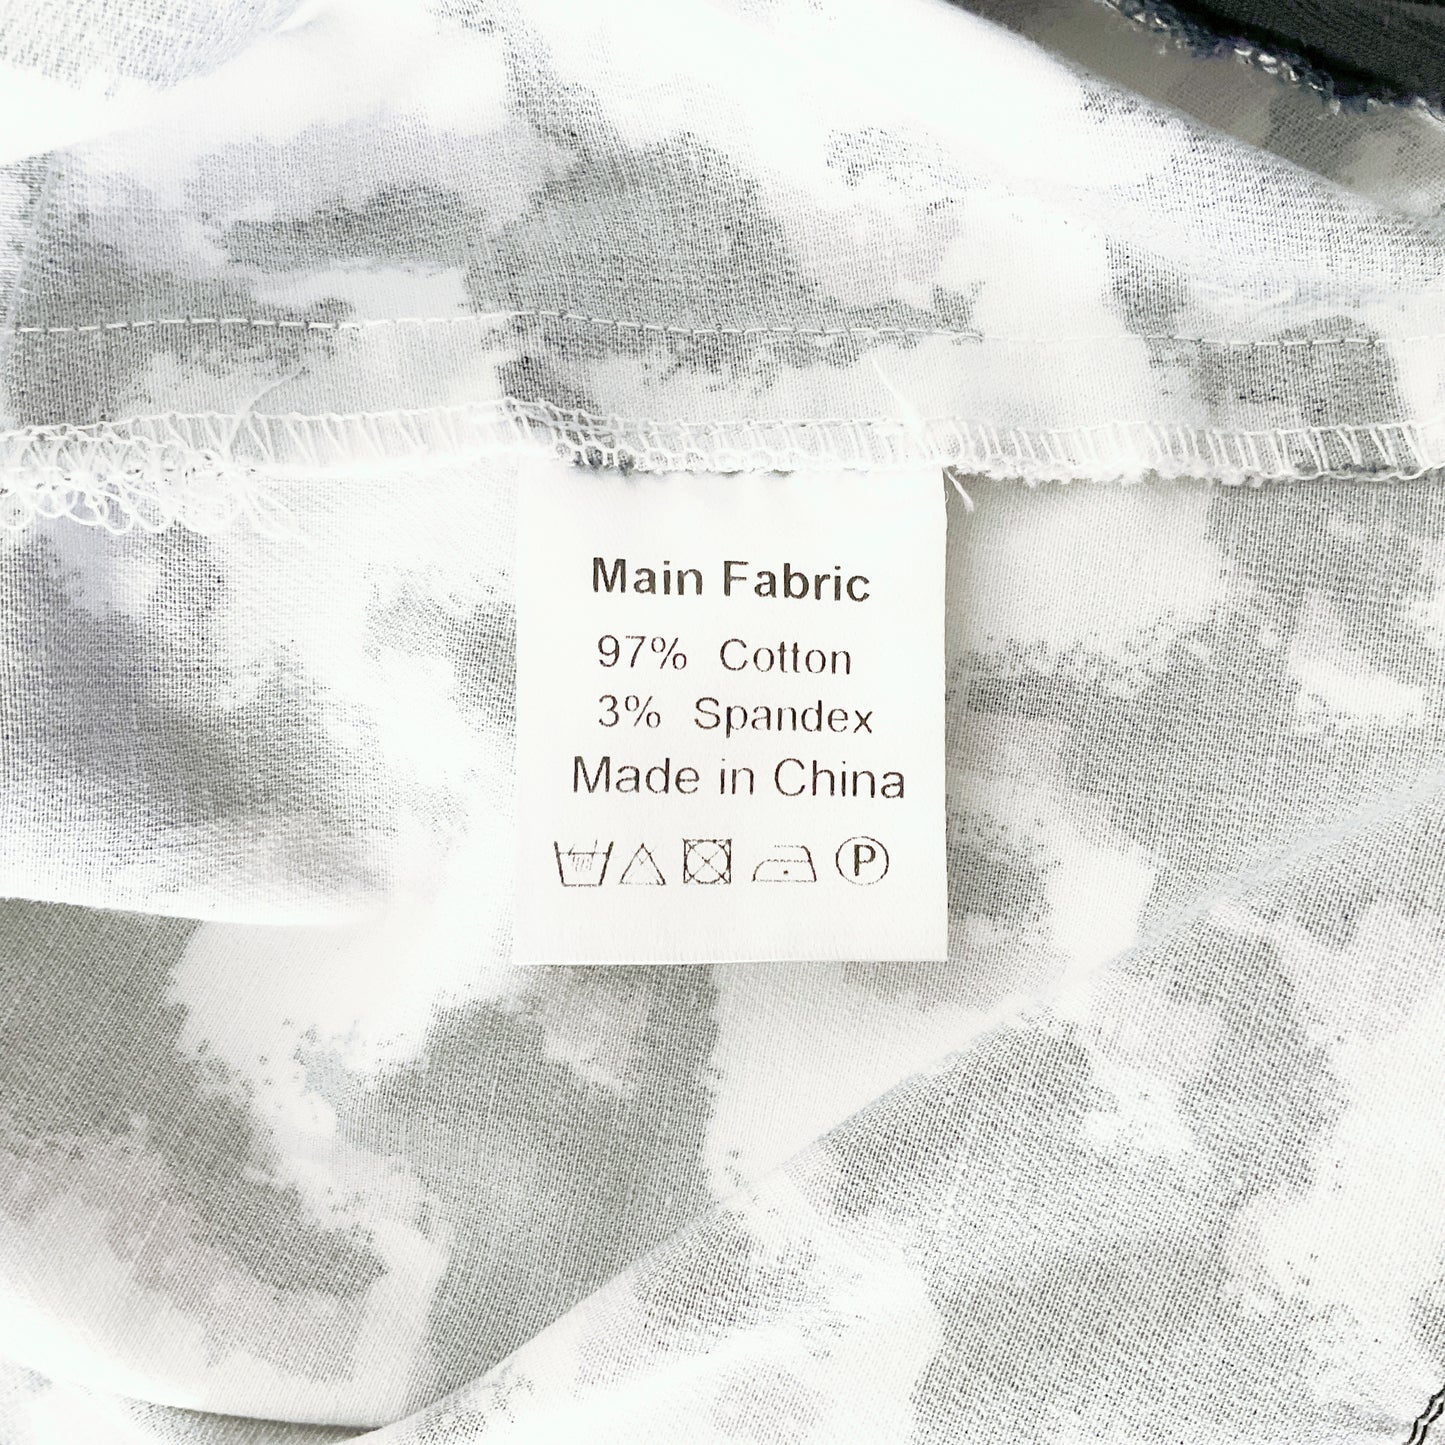 Main Fabric
97% Cotton
3% Spandex
Made in China
P